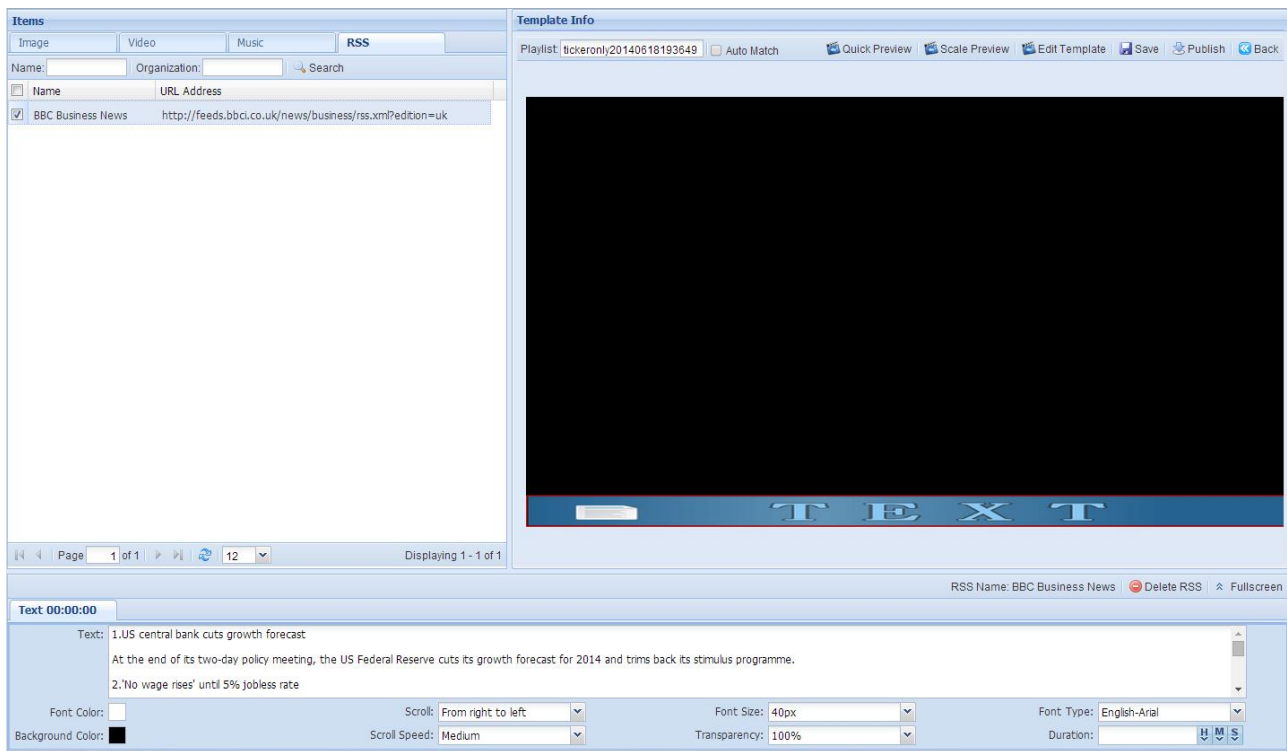 Items
Image Video Music RSS
Name: Organization: Search
Name URL Address
BBC Business News http://feeds.bbci.co.uk/news/business/rss.xml?edition=uk
Page 1 of 1 12 Displaying 1 - 1 of 1
Template Info
Playlist: tickeronly20140618193649 Auto Match Quick Preview Scale Preview Edit Template Save Publish Back
TEXT
RSS Name: BBC Business News Delete RSS Fullscreen
Text 00:00:00
Text: 1.US central bank cuts growth forecast
At the end of its two-day policy meeting, the US Federal Reserve cuts its growth forecast for 2014 and trims back its stimulus programme.
2.'No wage rises' until 5% jobless rate
Font Color: Scroll: From right to left Font Size: 40px Font Type: English-Arial
Background Color: Scroll Speed: Medium Transparency: 100% Duration: H M S